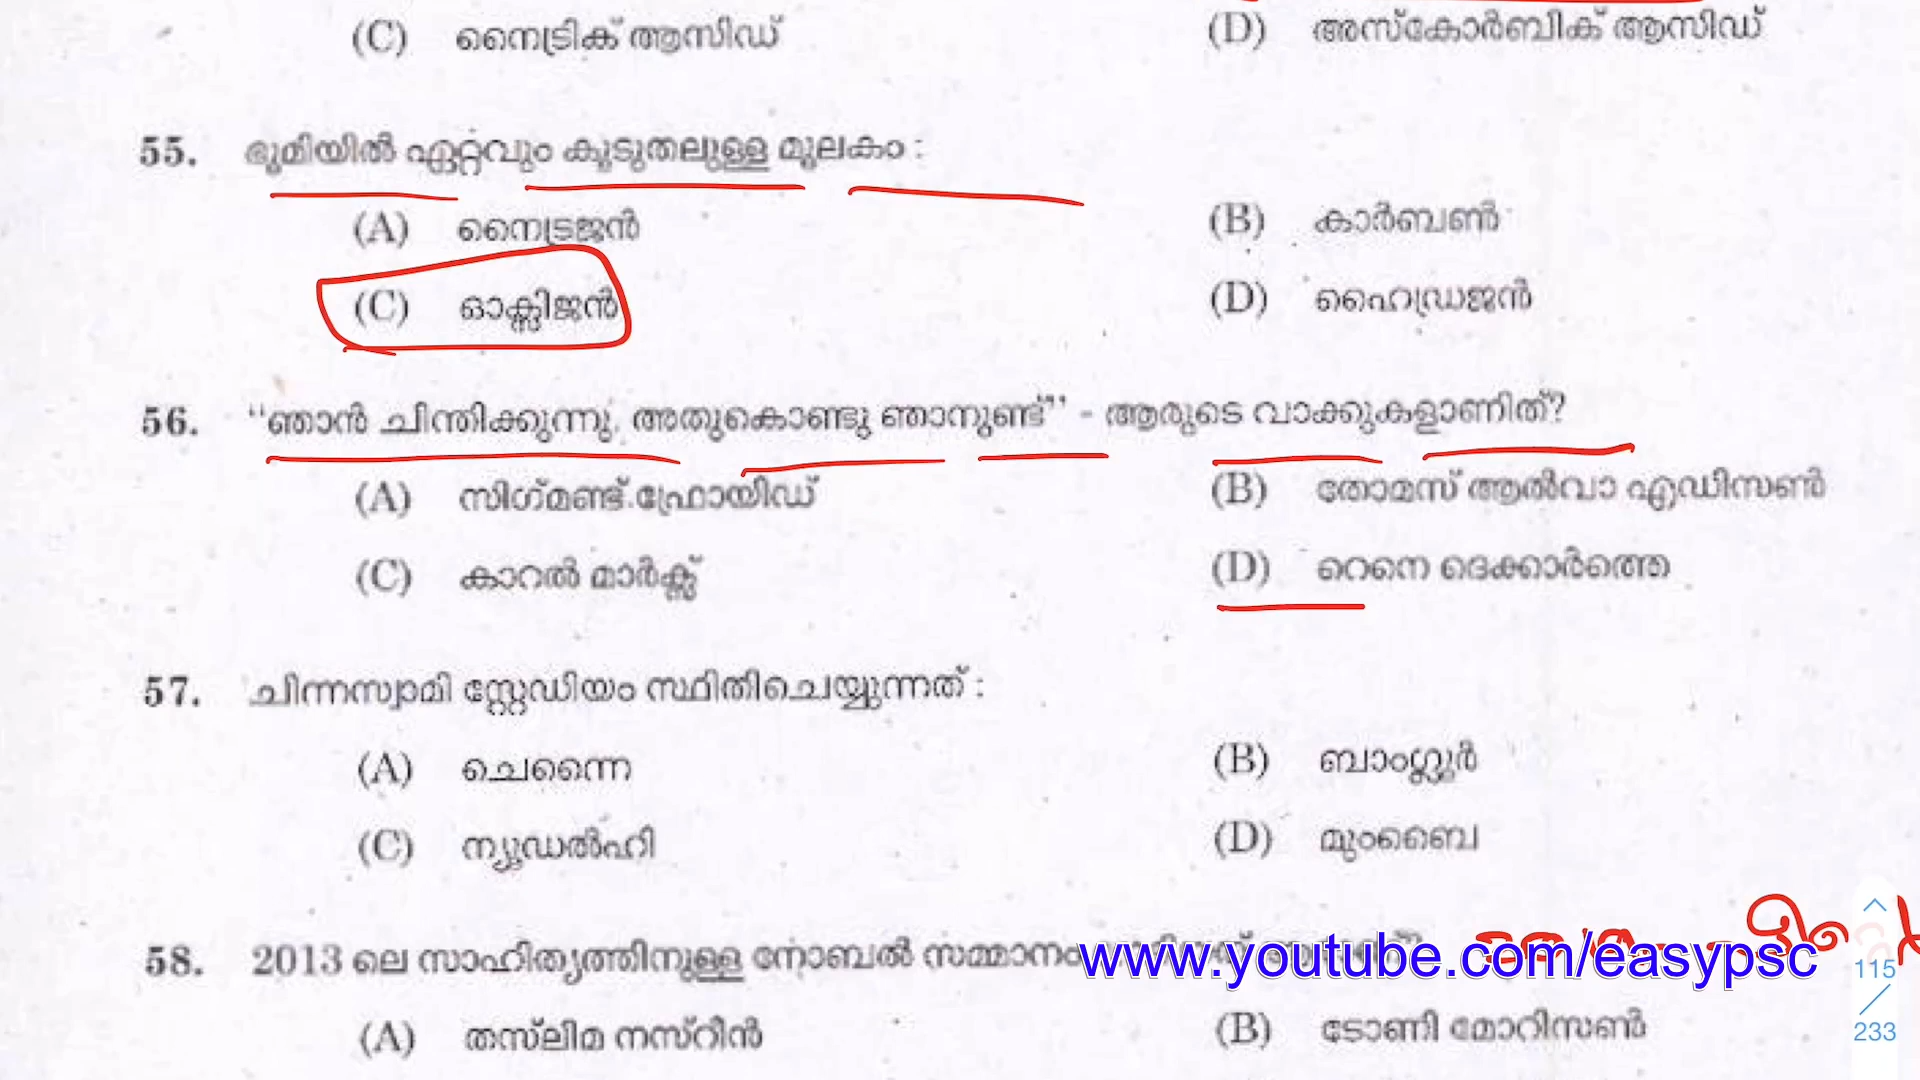 (C) നൈട്രിക് ആസിഡ് (D) അസ്കോർബിക് ആസിഡ്
55. ഭൂമിയിൽ ഏറ്റവും കൂടുതലുള്ള മൂലകം :
(A) നൈട്രജൻ (B) കാർബൺ
(C) ഓക്സിജൻ (D) ഹൈഡ്രജൻ
56. “ഞാൻ ചിന്തിക്കുന്നു, അതുകൊണ്ടു ഞാനുണ്ട്” - ആരുടെ വാക്കുകളാണിത്?
(A) സിഗ്മണ്ട് ഫ്രോയിഡ് (B) തോമസ് ആൽവാ എഡിസൺ
(C) കാറൽ മാർക്സ് (D) റെനെ ദെക്കാർത്തെ
57. ചിന്നസ്വാമി സ്റ്റേഡിയം സ്ഥിതിചെയ്യുന്നത് :
(A) ചെന്നൈ (B) ബാംഗ്ലൂർ
(C) ന്യൂഡൽഹി (D) മുംബൈ
58. 2013 ലെ സാഹിത്യത്തിനുള്ള നോബൽ സമ്മാനം
www.youtube.com/easypsc
115
/
233
(A) തസ്ലിമ നസ്റിൻ (B) ടോണി മോറിസൺ